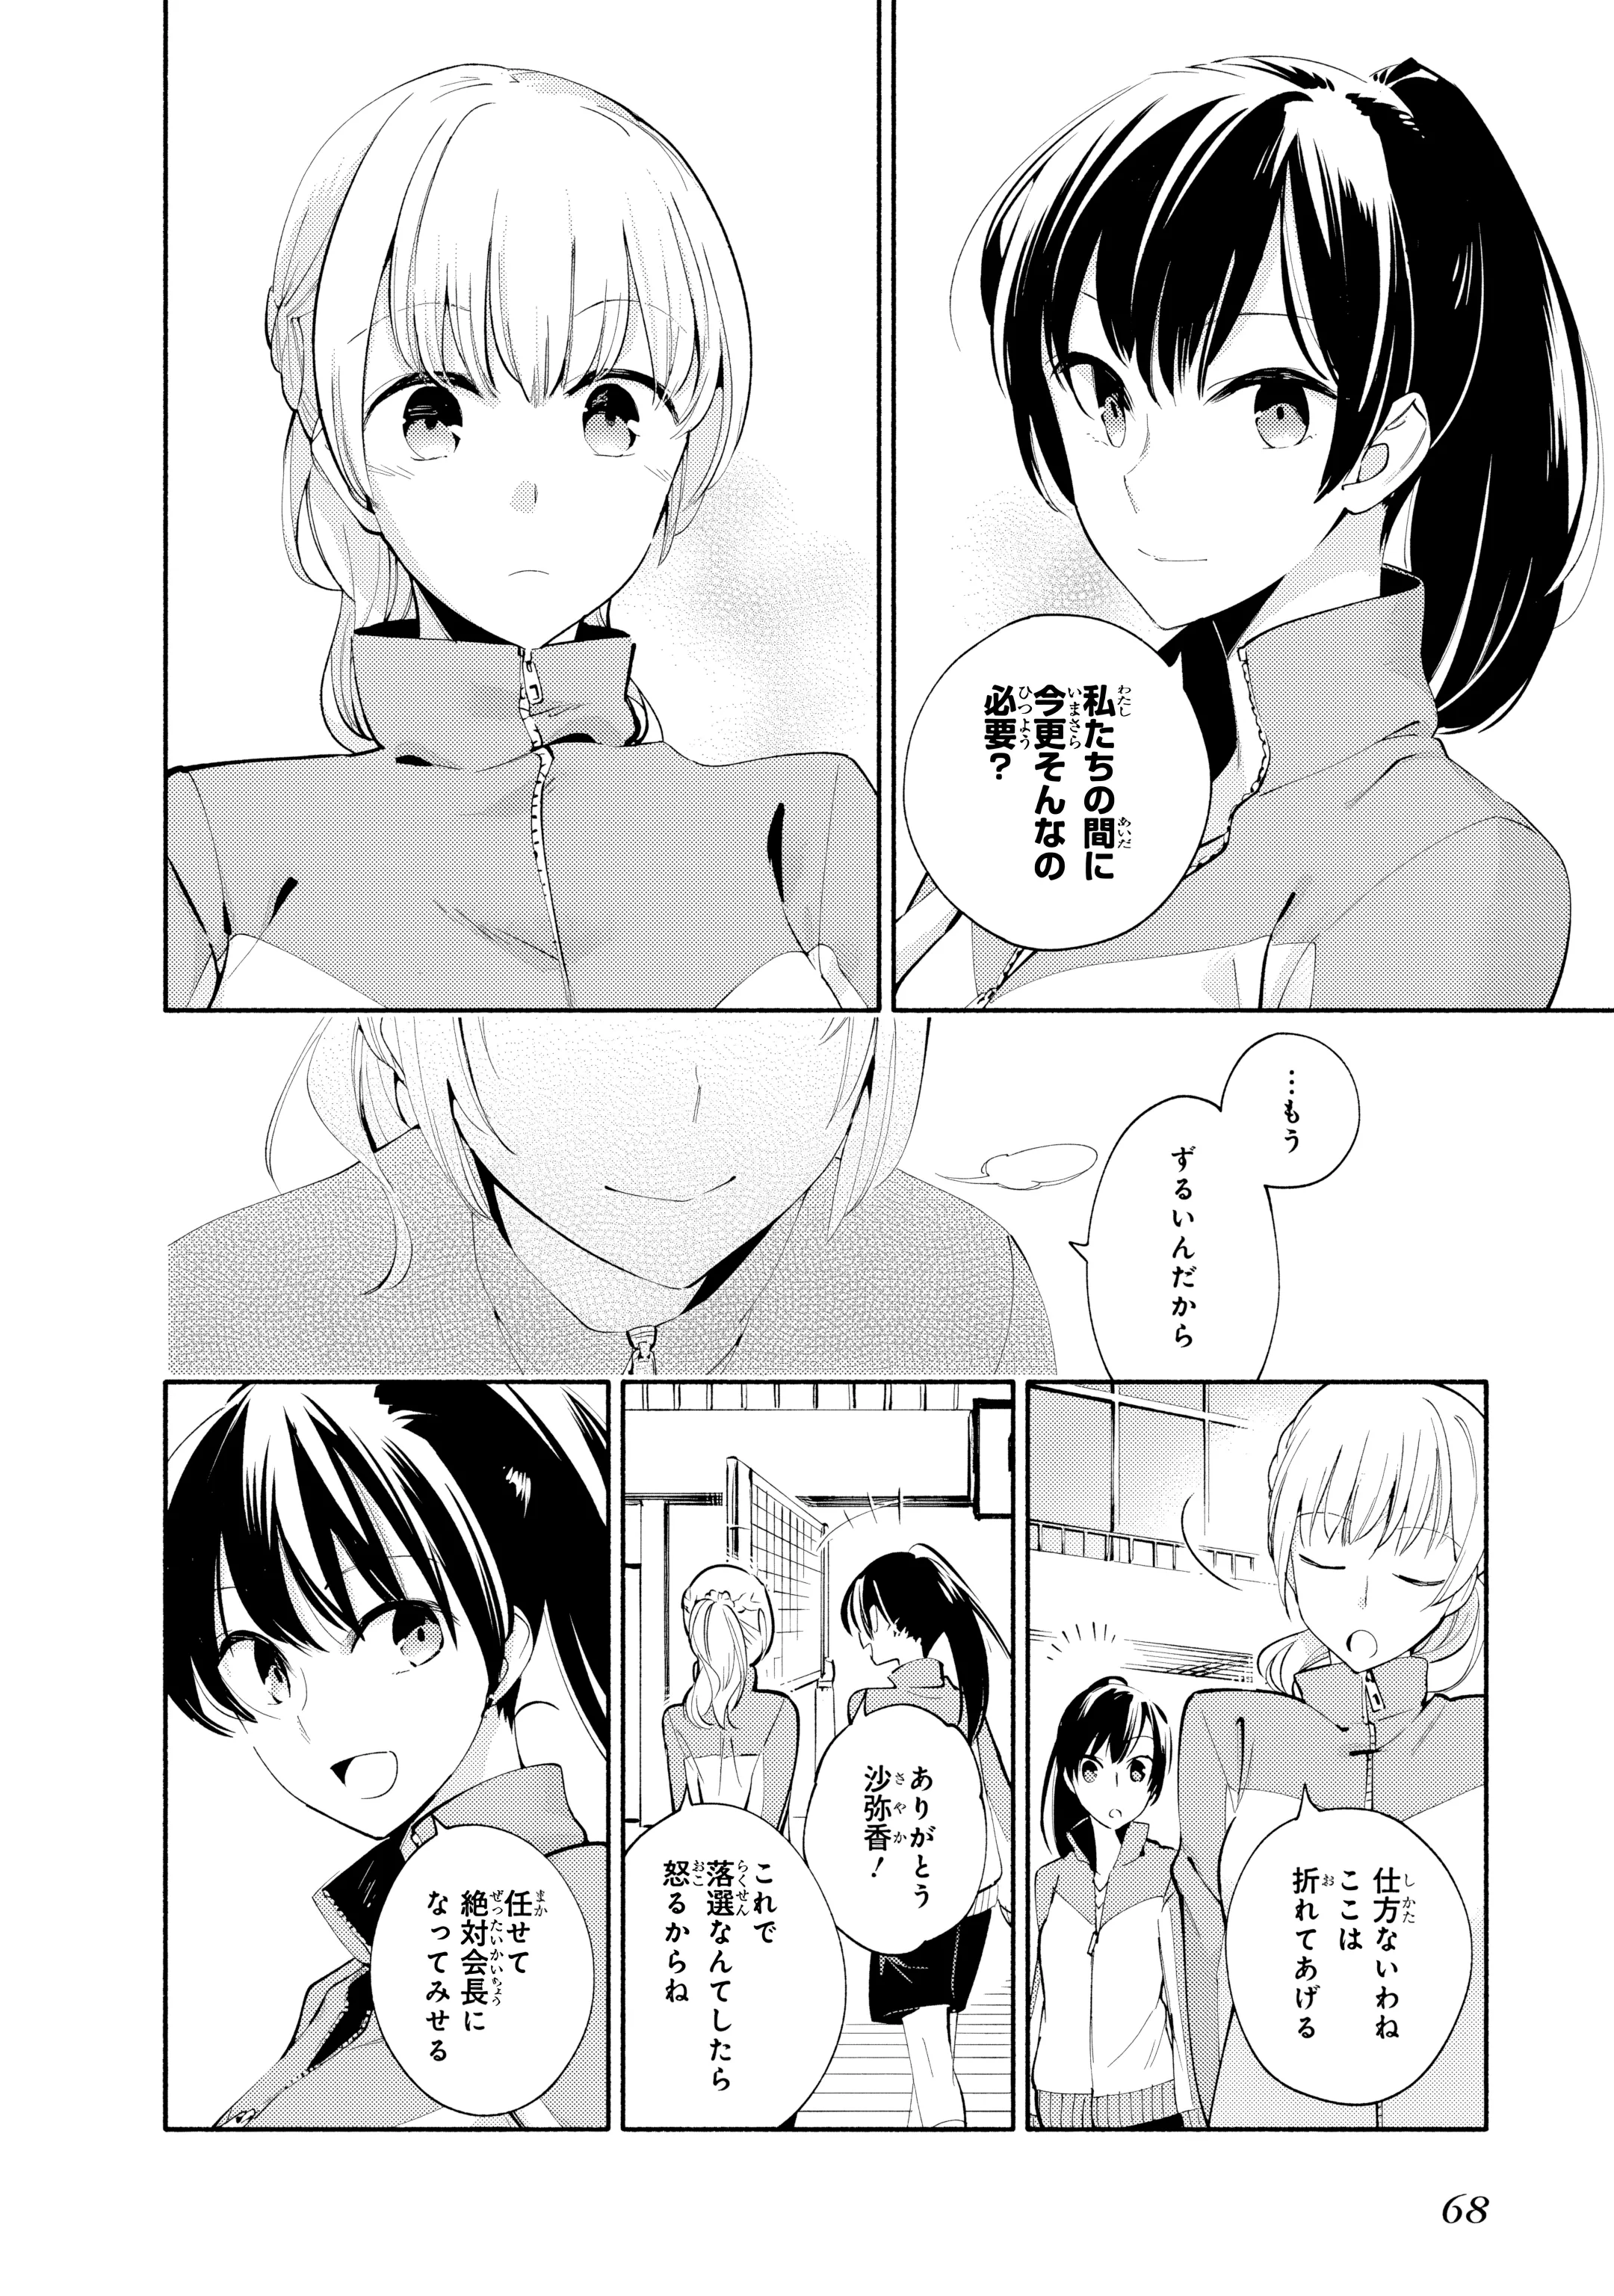 私たちの間に
今更そんなの
必要?
…もう
ずるいんだから
仕方ないわね
ここは
折れてあげる
ありがとう
沙弥香!
これで
落選なんてしたら
怒るからね
任せて
絶対会長に
なってみせる
68